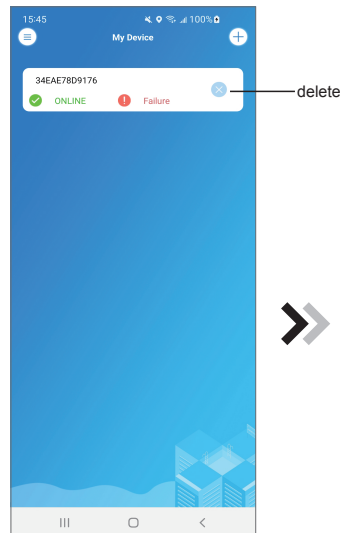 15:45 100%
My Device
34EAE78D9176
ONLINE Failure
delete